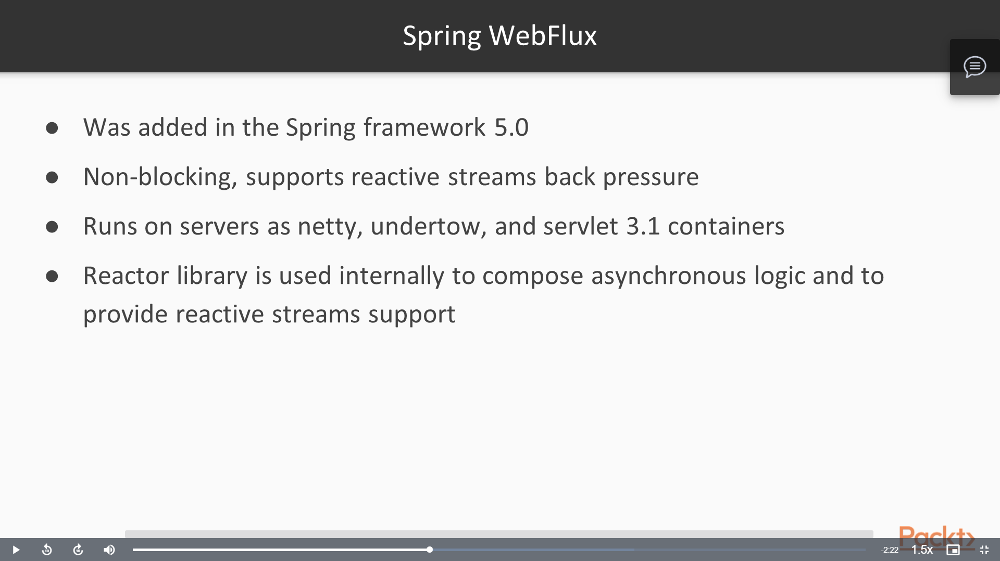 Spring WebFlux
● Was added in the Spring framework 5.0
● Non-blocking, supports reactive streams back pressure
● Runs on servers as netty, undertow, and servlet 3.1 containers
● Reactor library is used internally to compose asynchronous logic and to
provide reactive streams support
Packt>
10
10
-2:22
1.5x